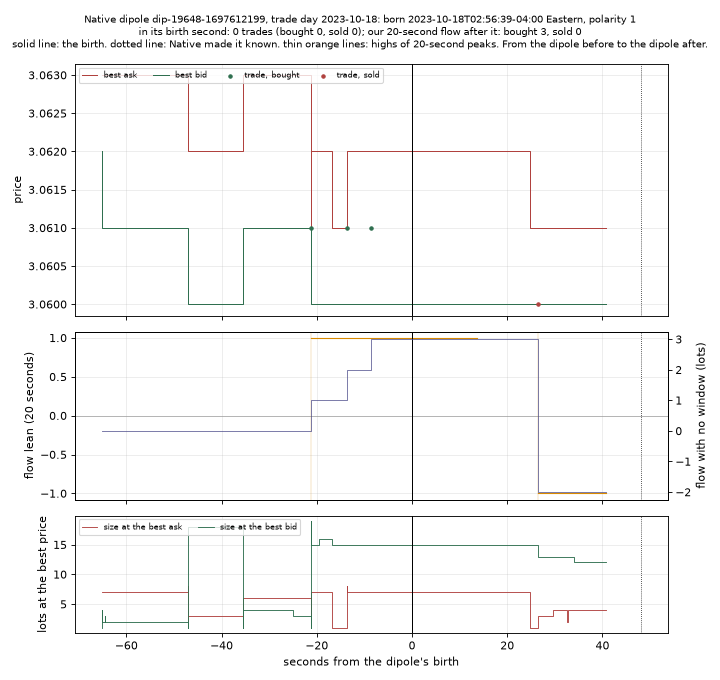 Native dipole dip-19648-1697612199, trade day 2023-10-18: born 2023-10-18T02:56:39-04:00 Eastern, polarity 1
in its birth second: 0 trades (bought 0, sold 0); our 20-second flow after it: bought 3, sold 0
solid line: the birth. dotted line: Native made it known. thin orange lines: highs of 20-second peaks. From the dipole before to the dipole after.
best ask best bid trade, bought trade, sold
3.0630
3.0625
3.0620
3.0615
3.0610
3.0605
3.0600
price
1.0
0.5
0.0
−0.5
−1.0
flow lean (20 seconds)
3
2
1
0
−1
−2
flow with no window (lots)
size at the best ask size at the best bid
15
10
5
lots at the best price
−60 −40 −20 0 20 40
seconds from the dipole's birth